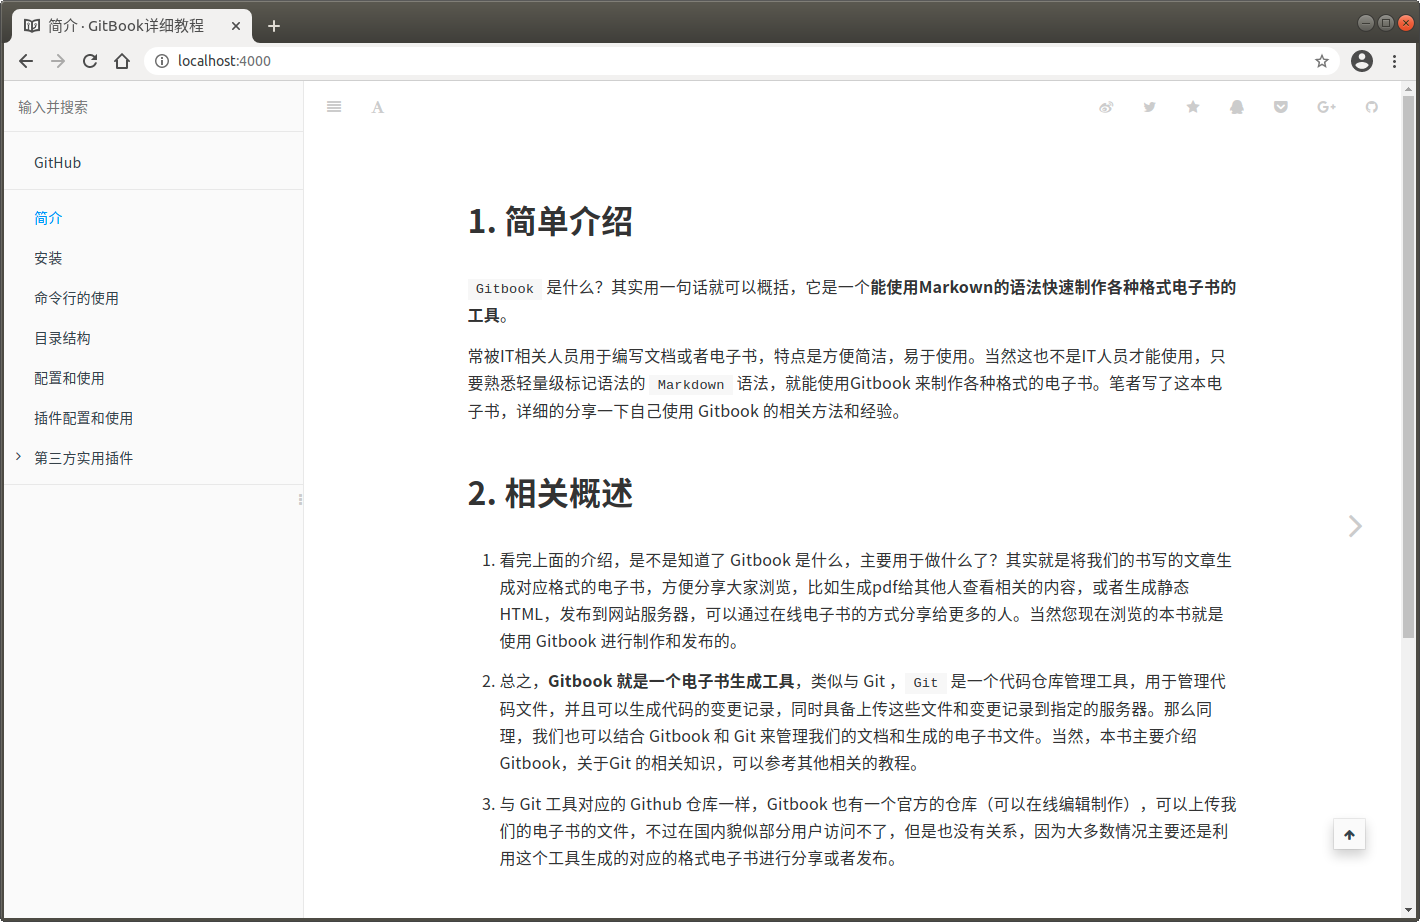 简介 · GitBook详细教程
localhost:4000
输入并搜索
A
G+
GitHub
简介
安装
命令行的使用
目录结构
配置和使用
插件配置和使用
第三方实用插件
1. 简单介绍
Gitbook 是什么？其实用一句话就可以概括，它是一个能使用Markown的语法快速制作各种格式电子书的
工具。
常被IT相关人员用于编写文档或者电子书，特点是方便简洁，易于使用。当然这也不是IT人员才能使用，只
要熟悉轻量级标记语法的 Markdown 语法，就能使用Gitbook 来制作各种格式的电子书。笔者写了这本电
子书，详细的分享一下自己使用 Gitbook 的相关方法和经验。
2. 相关概述
1. 看完上面的介绍，是不是知道了 Gitbook 是什么，主要用于做什么了？其实就是将我们的书写的文章生
成对应格式的电子书，方便分享大家浏览，比如生成pdf给其他人查看相关的内容，或者生成静态
HTML，发布到网站服务器，可以通过在线电子书的方式分享给更多的人。当然您现在浏览的本书就是
使用 Gitbook 进行制作和发布的。
2. 总之，Gitbook 就是一个电子书生成工具，类似与 Git ， Git 是一个代码仓库管理工具，用于管理代
码文件，并且可以生成代码的变更记录，同时具备上传这些文件和变更记录到指定的服务器。那么同
理，我们也可以结合 Gitbook 和 Git 来管理我们的文档和生成的电子书文件。当然，本书主要介绍
Gitbook，关于Git 的相关知识，可以参考其他相关的教程。
3. 与 Git 工具对应的 Github 仓库一样，Gitbook 也有一个官方的仓库（可以在线编辑制作），可以上传我
们的电子书的文件，不过在国内貌似部分用户访问不了，但是也没有关系，因为大多数情况主要还是利
用这个工具生成的对应的格式电子书进行分享或者发布。